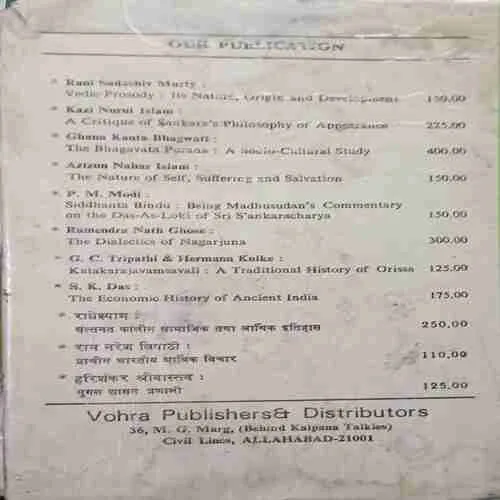 OUR PUBLICATION
* Rani Sadashiv Murty :
Vedic Prosody : Its Nature, Origin and Development 150.00
* Kazi Nurul Islam :
A Critique of Sankara's Philosophy of Appearance 225.00
* Ghana Kanta Bhagwati :
The Bhagavata Purana : A Socio-Cultural Study 400.00
* Azizun Nahar Islam :
The Nature of Self, Suffering and Salvation 150.00
* P. M. Modi :
Siddhanta Bindu : Being Madhusudan's Commentary
on the Das-As-Loki of Sri S'ankaracharya 150.00
* Ramendra Nath Ghose :
The Dialectics of Nagarjuna 300.00
* G. C. Tripathi & Hermann Kulke :
Katakarajavamsavali : A Traditional History of Orissa 125.00
* S. K. Das :
The Economic History of Ancient India 175.00
* राधेश्याम :
सल्तनत कालीन सामाजिक तथा आर्थिक इतिहास 250.00
* राम नरेश त्रिपाठी :
प्राचीन भारतीय आर्थिक विचार 110.00
* हरिशंकर श्रीवास्तव :
मुगल शासन प्रणाली 125.00
Vohra Publishers& Distributors
36, M. G. Marg, (Behind Kalpana Talkies)
Civil Lines, ALLAHABAD-21001